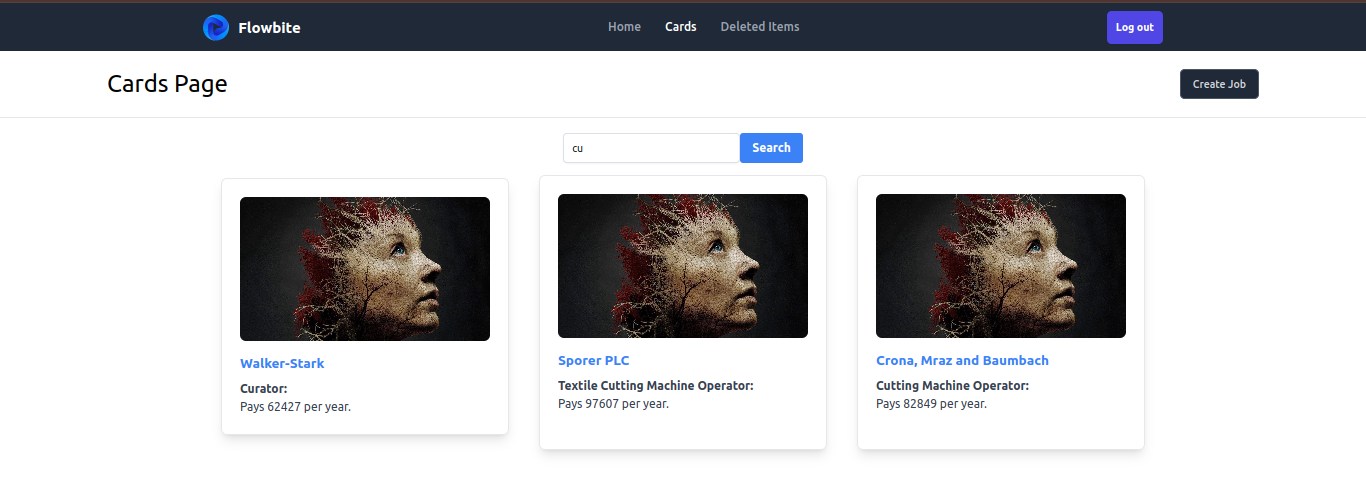 Flowbite
Home
Cards
Deleted Items
Log out
Cards Page
Create Job
cu
Search
Walker-Stark
Curator:
Pays 62427 per year.
Sporer PLC
Textile Cutting Machine Operator:
Pays 97607 per year.
Crona, Mraz and Baumbach
Cutting Machine Operator:
Pays 82849 per year.